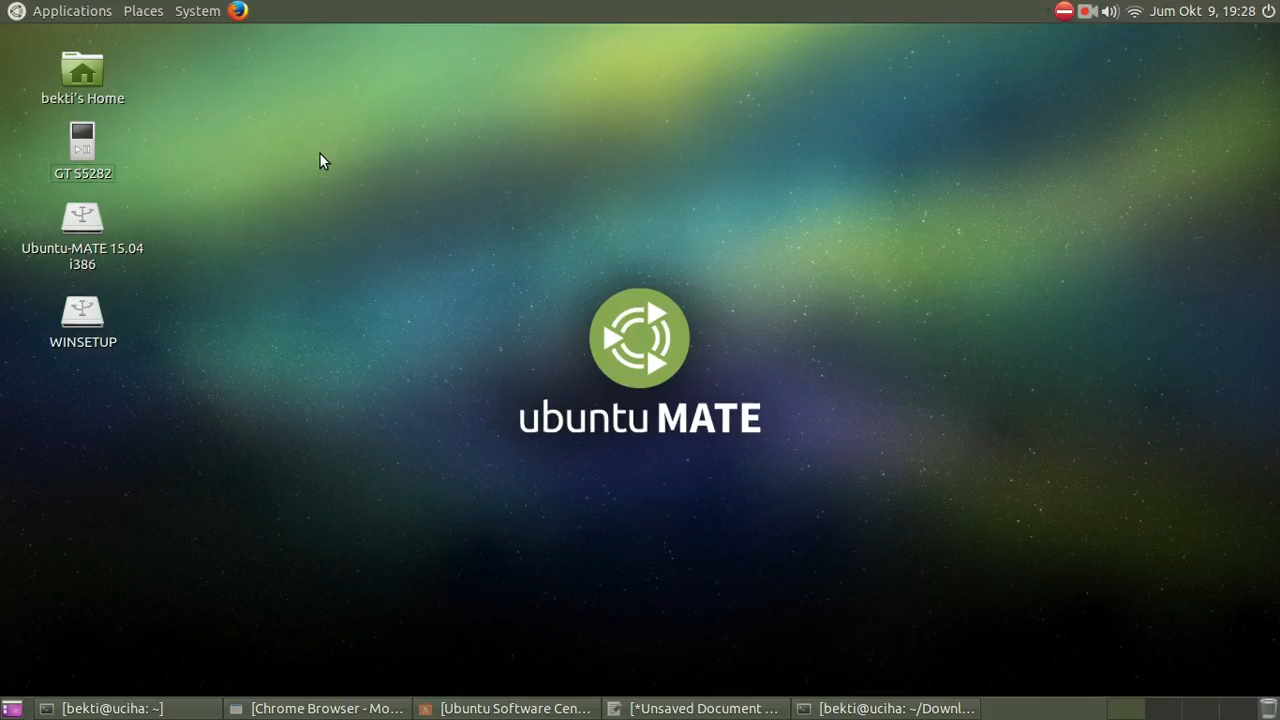 Applications Places System Jum Okt 9, 19:28
bekti's Home
GT S5282
Ubuntu-MATE 15.04
i386
WINSETUP
ubuntu MATE
[bekti@uciha: ~] [Chrome Browser - Mo... [Ubuntu Software Cen... [*Unsaved Document ... [bekti@uciha: ~/Downl...